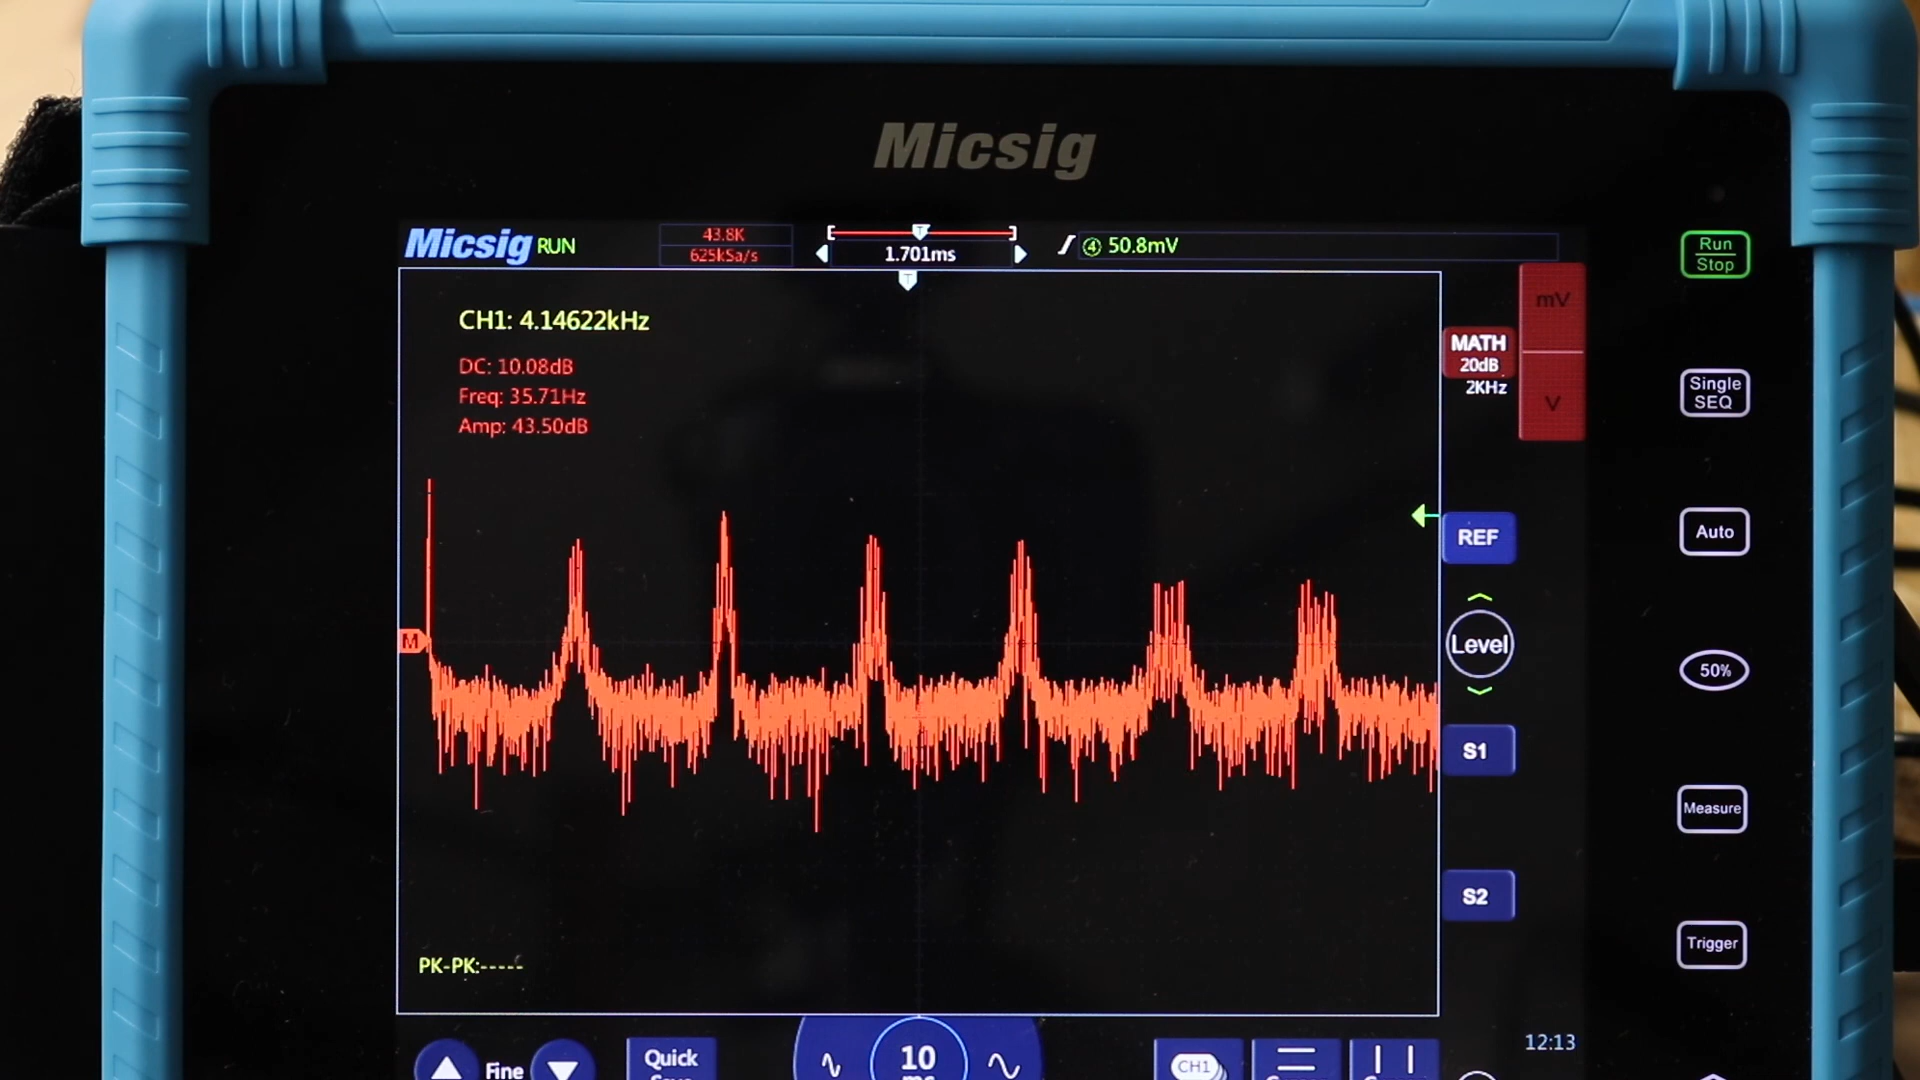 Micsig
Micsig RUN
43.8K
625kSa/s
T
1.701ms
4 50.8mV
Run
Stop
T
CH1: 4.14622kHz
DC: 10.08dB
Freq: 35.71Hz
Amp: 43.50dB
mV
V
MATH
20dB
2KHz
Single
SEQ
REF
Auto
M
Level
50%
S1
Measure
S2
Trigger
PK-PK:-----
12:13
Fine
Quick
10
CH1